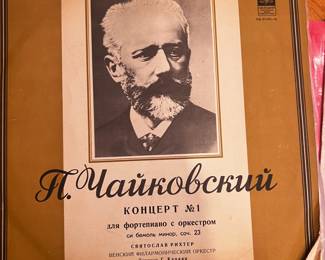 П. Чайковский
КОНЦЕРТ №1
для фортепиано с оркестром
си бемоль минор, соч. 23
СВЯТОСЛАВ РИХТЕР
ВЕНСКИЙ ФИЛАРМОНИЧЕСКИЙ ОРКЕСТР